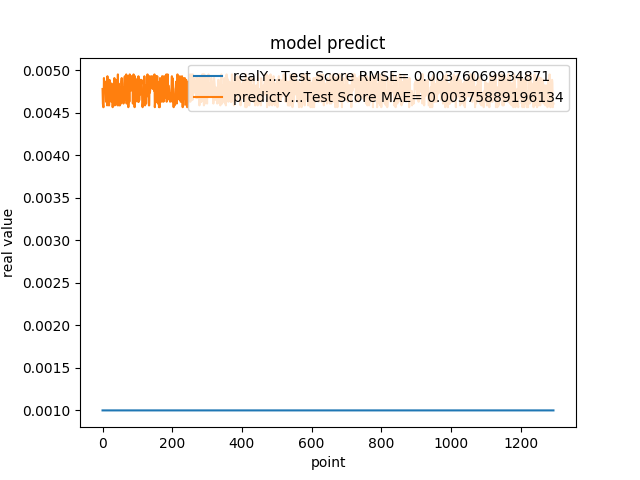 model predict
realY...Test Score RMSE= 0.00376069934871
predictY...Test Score MAE= 0.00375889196134
0.0050
0.0045
0.0040
0.0035
0.0030
0.0025
0.0020
0.0015
0.0010
real value
0 200 400 600 800 1000 1200
point